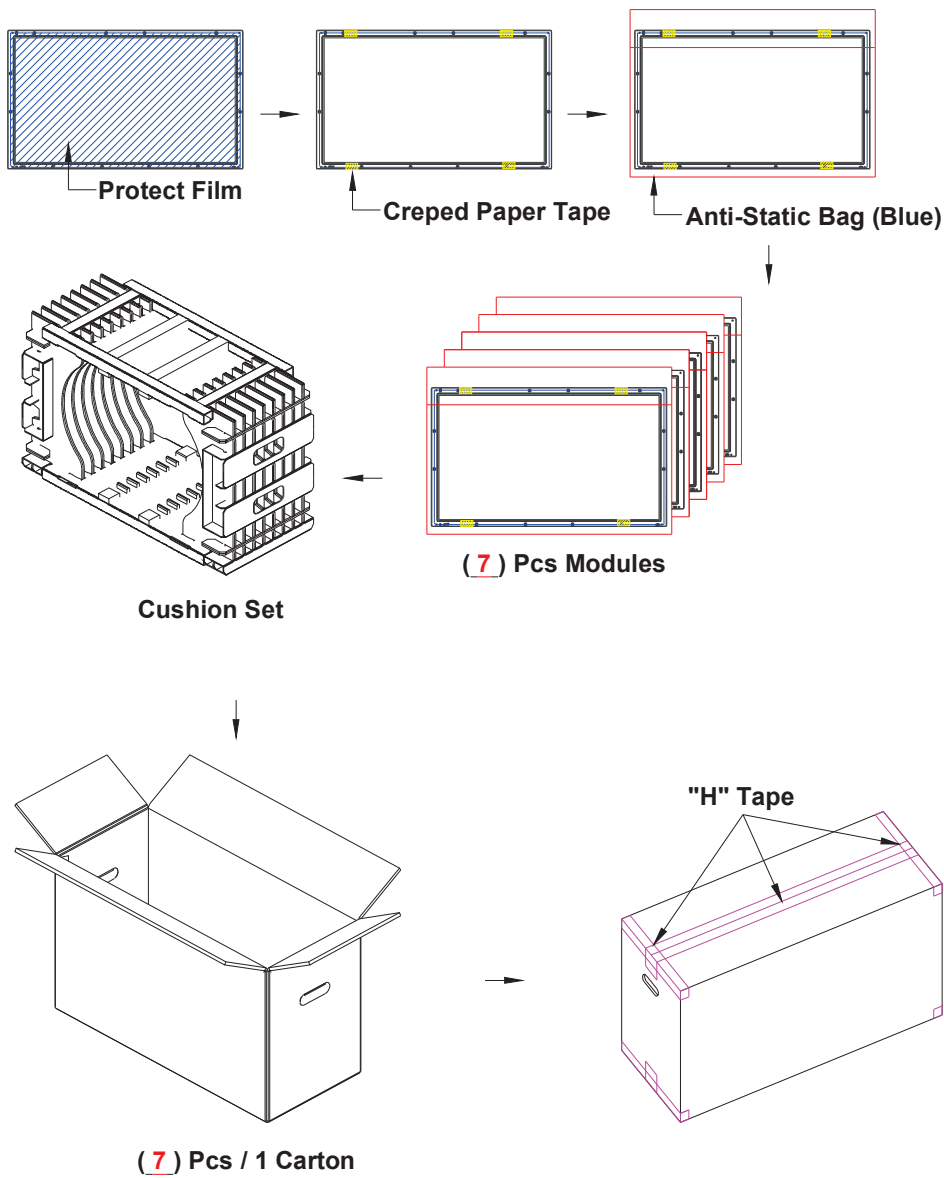 Protect Film
Creped Paper Tape
Anti-Static Bag (Blue)
( 7 ) Pcs Modules
Cushion Set
"H" Tape
( 7 ) Pcs / 1 Carton